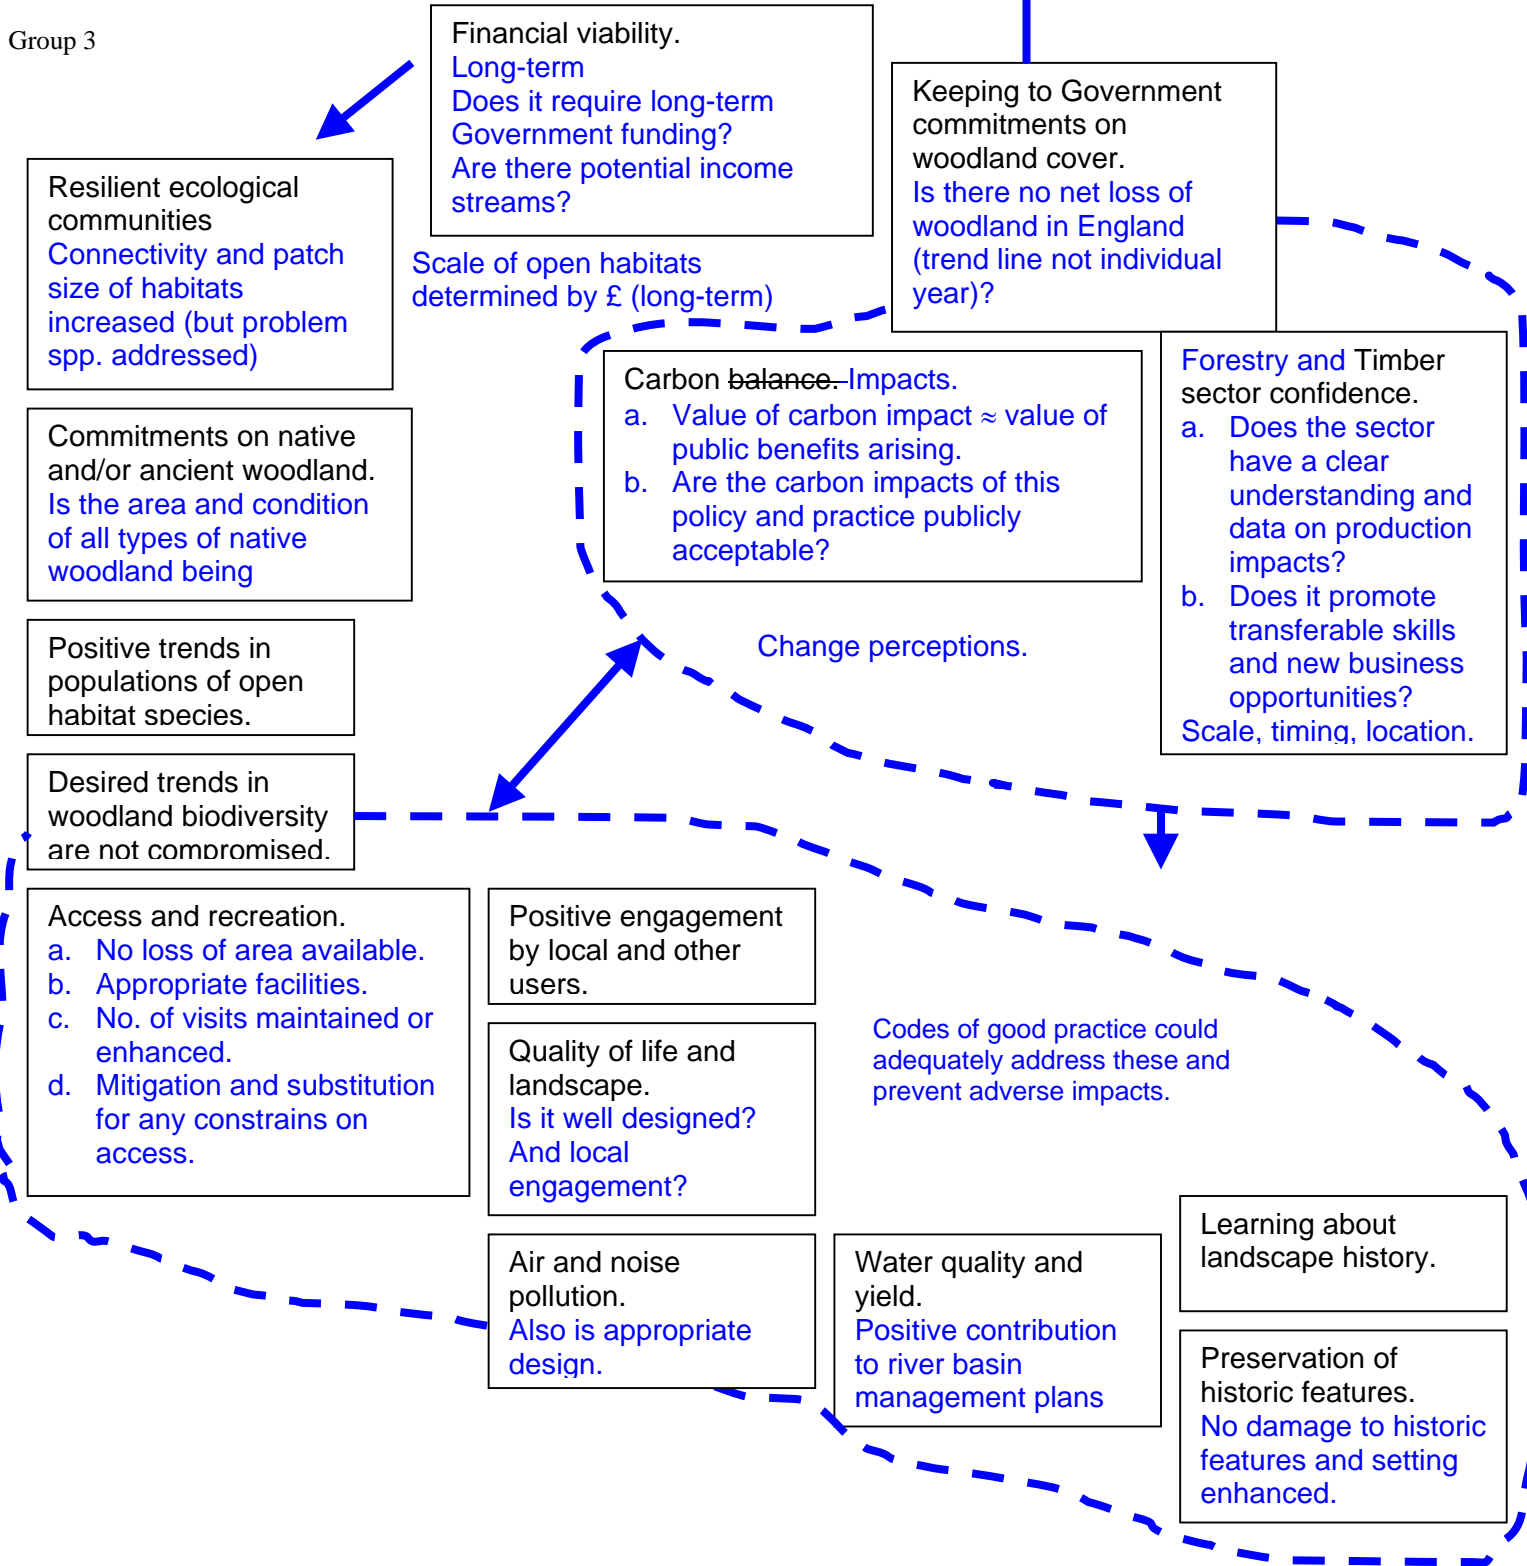 Group 3
Financial viability.
Long-term
Does it require long-term
Government funding?
Are there potential income
streams?
Keeping to Government
commitments on
woodland cover.
Is there no net loss of
woodland in England
(trend line not individual
year)?
Resilient ecological
communities
Connectivity and patch
size of habitats
increased (but problem
spp. addressed)
Scale of open habitats
determined by £ (long-term)
Carbon balance. Impacts.
a. Value of carbon impact ≈ value of
public benefits arising.
b. Are the carbon impacts of this
policy and practice publicly
acceptable?
Forestry and Timber
sector confidence.
a. Does the sector
have a clear
understanding and
data on production
impacts?
b. Does it promote
transferable skills
and new business
opportunities?
Scale, timing, location.
Commitments on native
and/or ancient woodland.
Is the area and condition
of all types of native
woodland being
Change perceptions.
Positive trends in
populations of open
habitat species.
Desired trends in
woodland biodiversity
are not compromised.
Access and recreation.
a. No loss of area available.
b. Appropriate facilities.
c. No. of visits maintained or
enhanced.
d. Mitigation and substitution
for any constrains on
access.
Positive engagement
by local and other
users.
Quality of life and
landscape.
Is it well designed?
And local
engagement?
Codes of good practice could
adequately address these and
prevent adverse impacts.
Air and noise
pollution.
Also is appropriate
design.
Water quality and
yield.
Positive contribution
to river basin
management plans
Learning about
landscape history.
Preservation of
historic features.
No damage to historic
features and setting
enhanced.